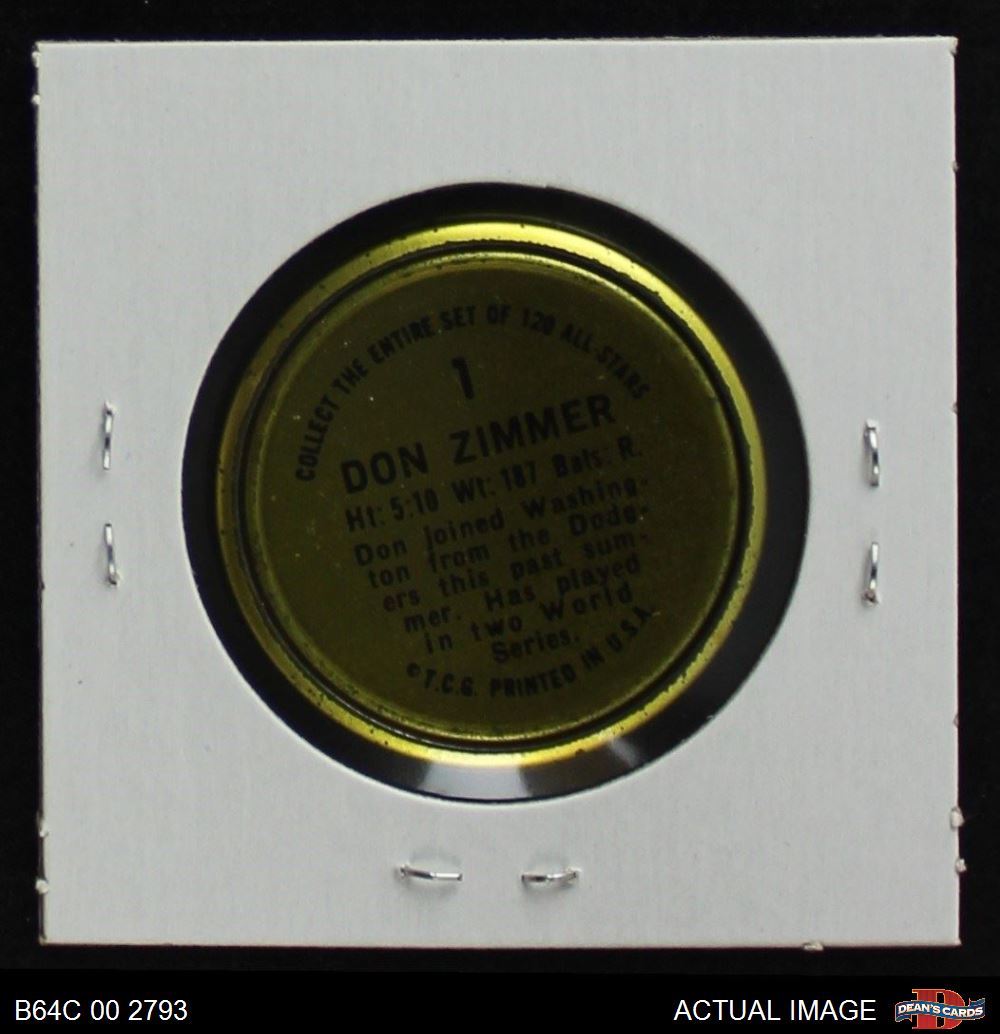 COLLECT THE ENTIRE SET OF 120 ALL-STARS
1
DON ZIMMER
Ht: 5:10 Wt: 187 Bats: R.
Don joined Washing-
ton from the Dodg-
ers this past sum-
mer. Has played
in two World
Series.
©T.C.G. PRINTED IN U.S.A.
B64C 00 2793
ACTUAL IMAGE
D
DEAN'S CARDS